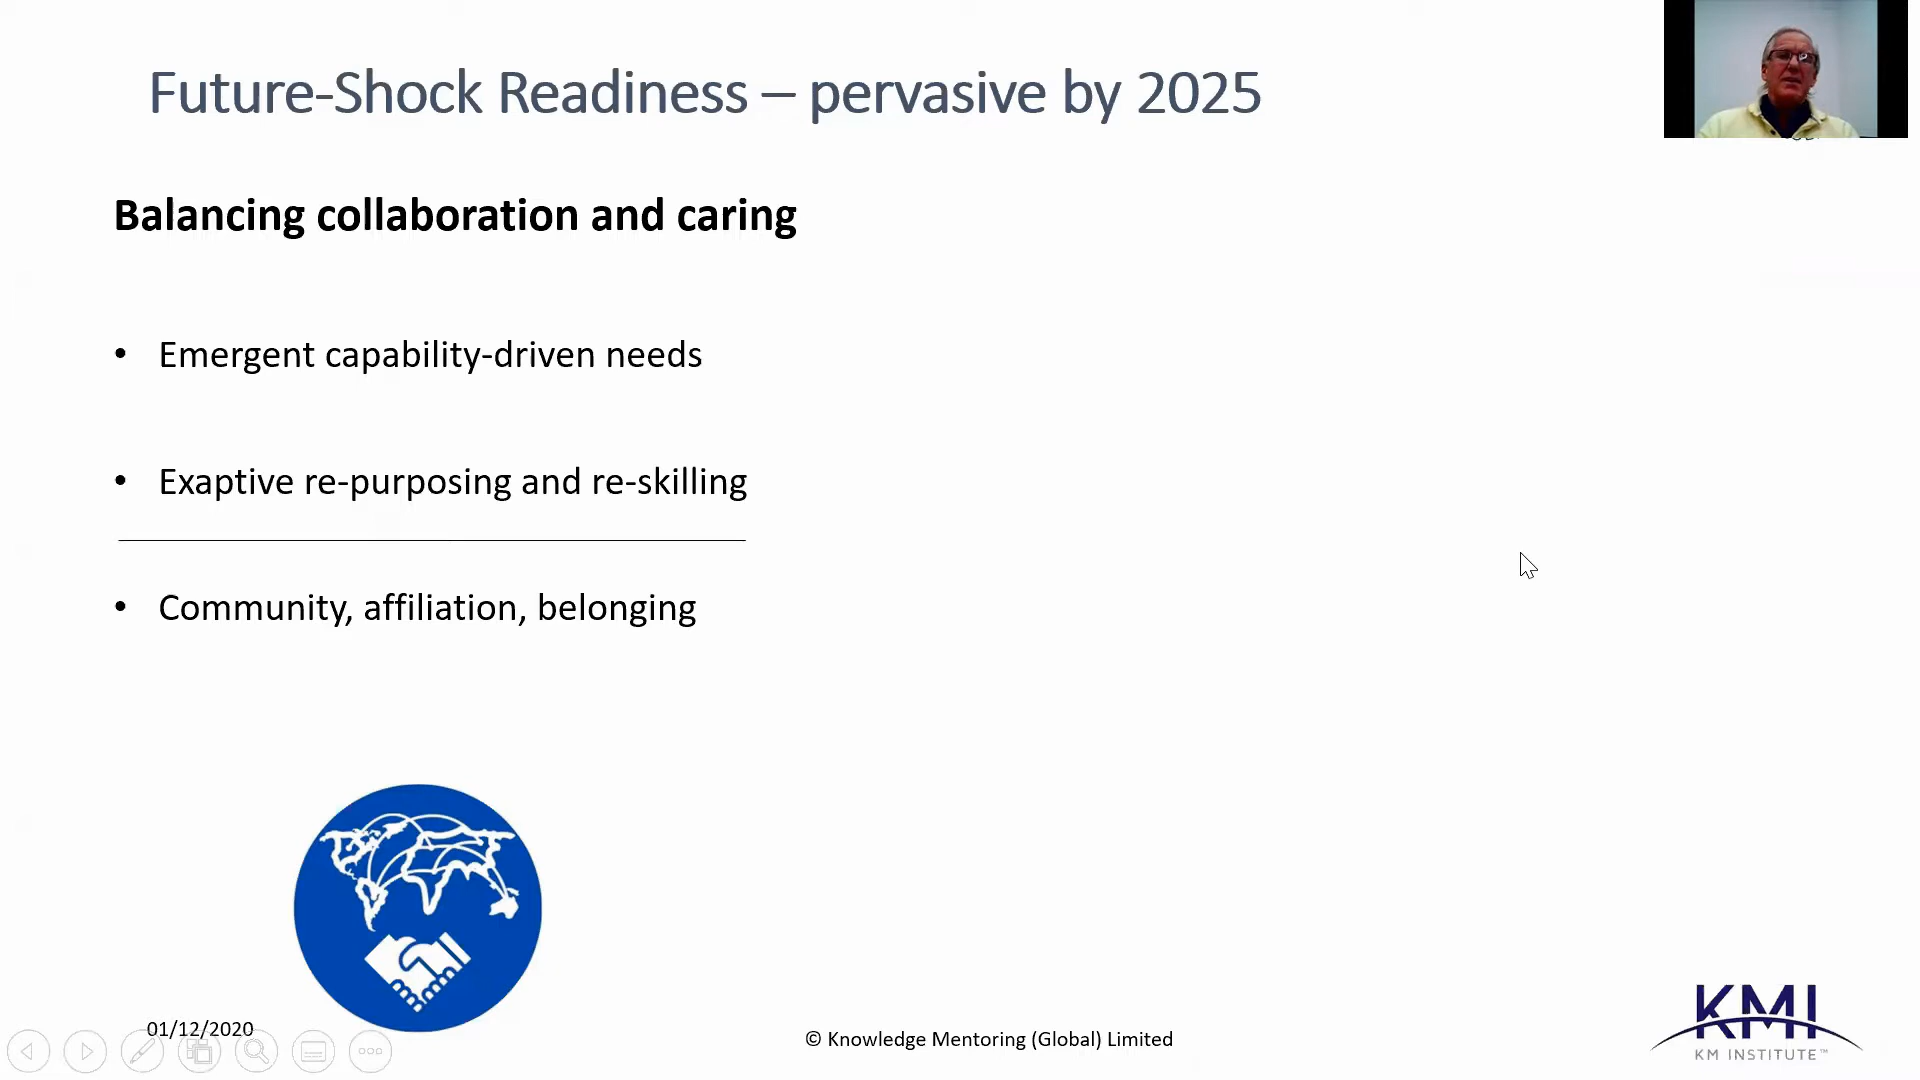 Future-Shock Readiness – pervasive by 2025
Balancing collaboration and caring
• Emergent capability-driven needs
• Exaptive re-purposing and re-skilling
• Community, affiliation, belonging
01/12/2020
© Knowledge Mentoring (Global) Limited
KMI
KM INSTITUTE™